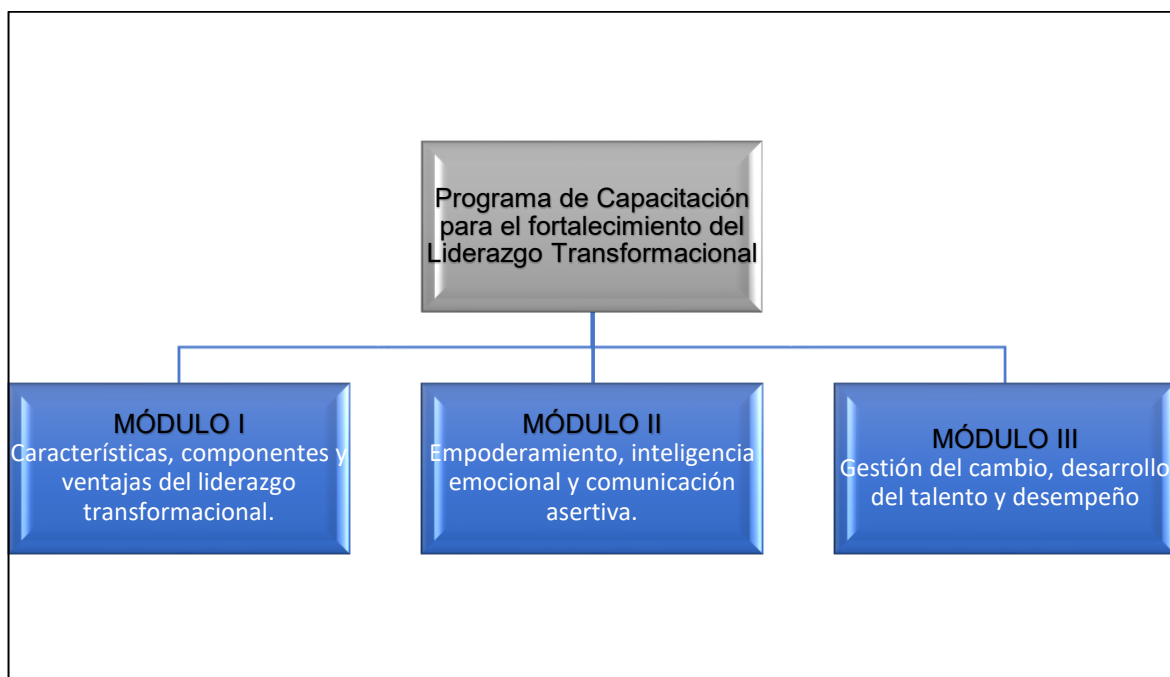 Programa de Capacitación
para el fortalecimiento del
Liderazgo Transformacional
MÓDULO I
Características, componentes y
ventajas del liderazgo
transformacional.
MÓDULO II
Empoderamiento, inteligencia
emocional y comunicación
asertiva.
MÓDULO III
Gestión del cambio, desarrollo
del talento y desempeño